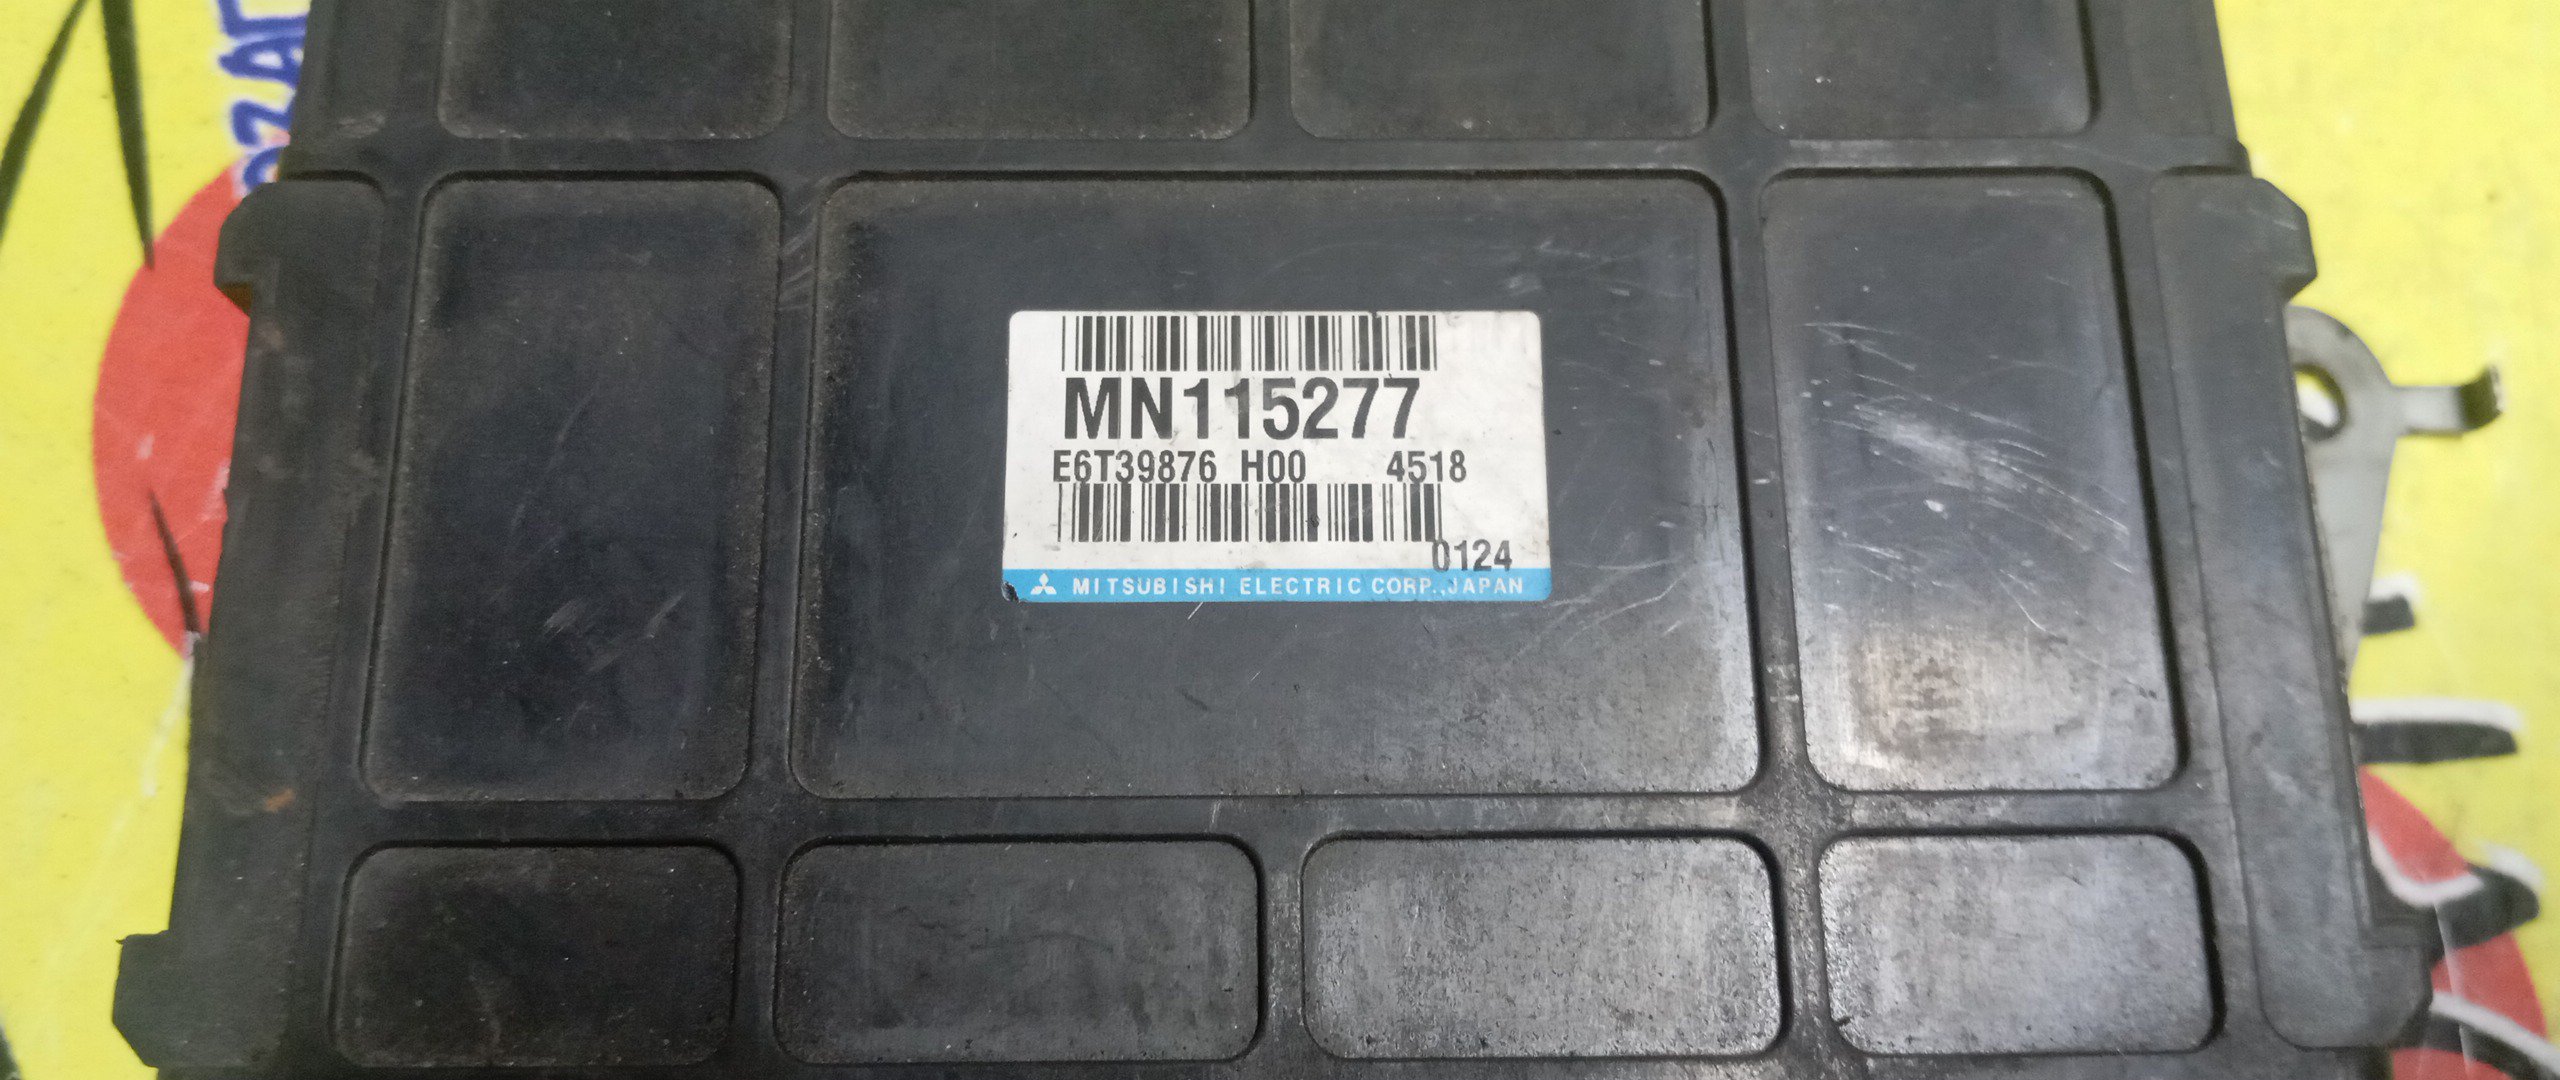 MN115277
E6T39876 H00 4518
0124
MITSUBISHI ELECTRIC CORP., JAPAN